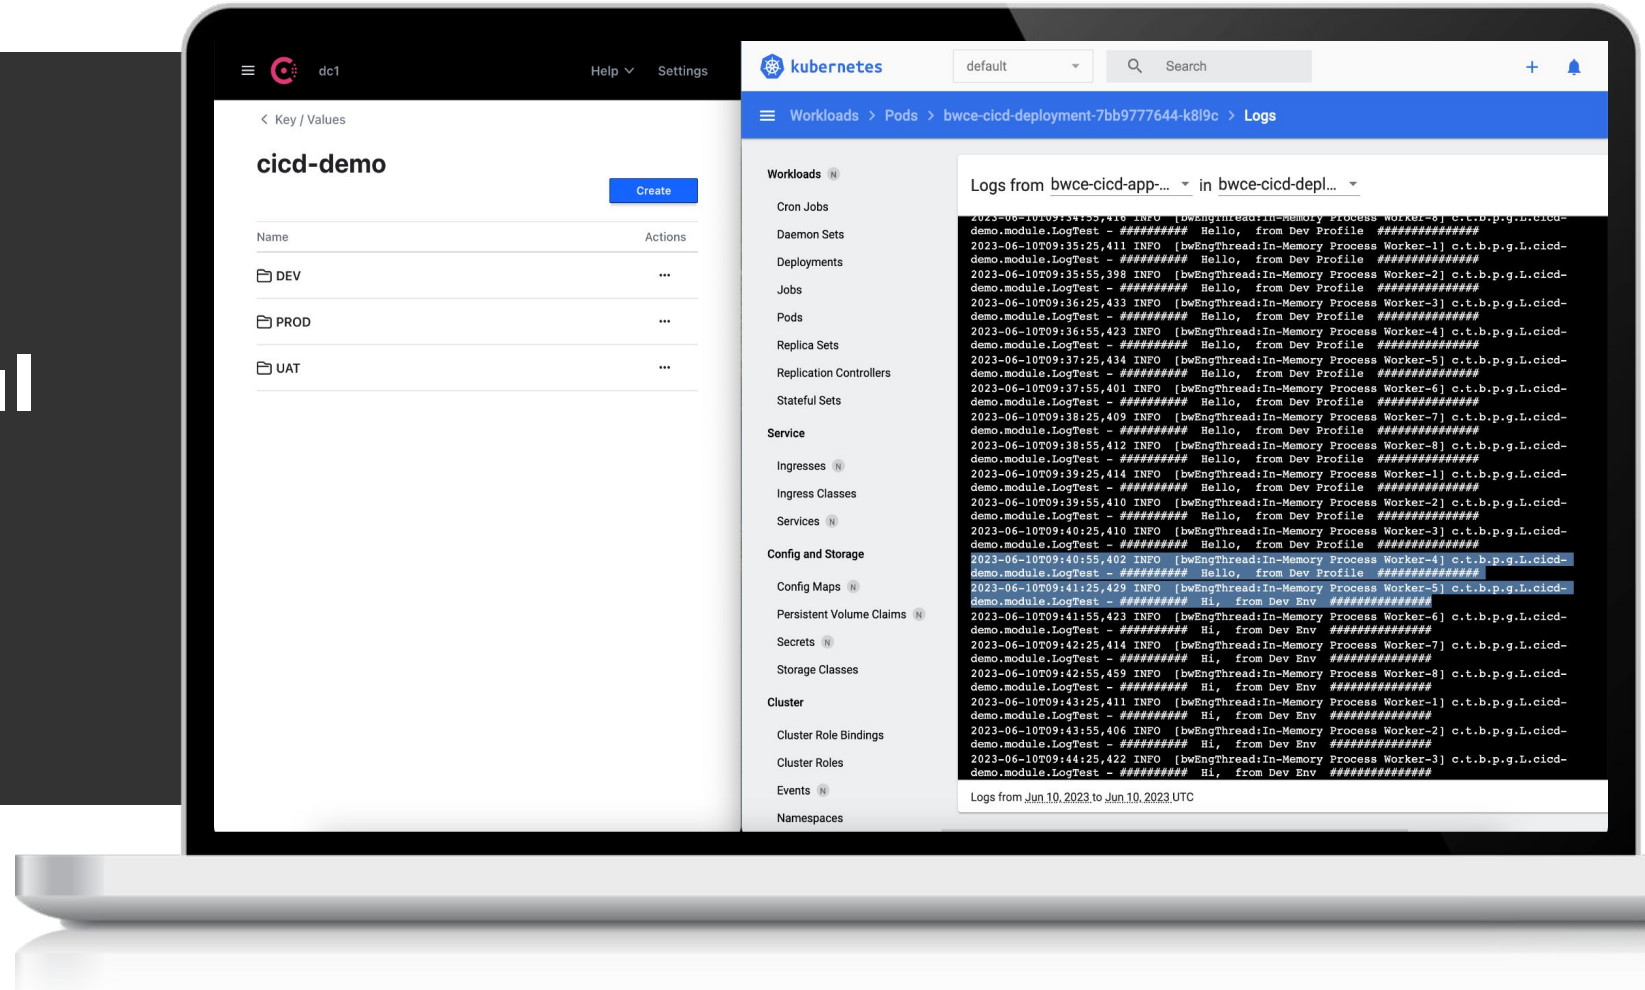 dc1
Help
Settings
Key / Values
cicd-demo
Create
Name
Actions
DEV
PROD
UAT
kubernetes
default
Search
Workloads > Pods > bwce-cicd-deployment-7bb9777644-k8l9c > Logs
Workloads N
Cron Jobs
Daemon Sets
Deployments
Jobs
Pods
Replica Sets
Replication Controllers
Stateful Sets
Service
Ingresses N
Ingress Classes
Services N
Config and Storage
Config Maps N
Persistent Volume Claims N
Secrets N
Storage Classes
Cluster
Cluster Role Bindings
Cluster Roles
Events N
Namespaces
Logs from bwce-cicd-app-... in bwce-cicd-depl...
2023-06-10T09:34:55,416 INFO [bwEngThread:In-Memory Process Worker-8] c.t.b.p.g.L.cicd-
demo.module.LogTest - ########## Hello, from Dev Profile ###############
2023-06-10T09:35:25,411 INFO [bwEngThread:In-Memory Process Worker-1] c.t.b.p.g.L.cicd-
demo.module.LogTest - ########## Hello, from Dev Profile ###############
2023-06-10T09:35:55,398 INFO [bwEngThread:In-Memory Process Worker-2] c.t.b.p.g.L.cicd-
demo.module.LogTest - ########## Hello, from Dev Profile ###############
2023-06-10T09:36:25,433 INFO [bwEngThread:In-Memory Process Worker-3] c.t.b.p.g.L.cicd-
demo.module.LogTest - ########## Hello, from Dev Profile ###############
2023-06-10T09:36:55,423 INFO [bwEngThread:In-Memory Process Worker-4] c.t.b.p.g.L.cicd-
demo.module.LogTest - ########## Hello, from Dev Profile ###############
2023-06-10T09:37:25,434 INFO [bwEngThread:In-Memory Process Worker-5] c.t.b.p.g.L.cicd-
demo.module.LogTest - ########## Hello, from Dev Profile ###############
2023-06-10T09:37:55,401 INFO [bwEngThread:In-Memory Process Worker-6] c.t.b.p.g.L.cicd-
demo.module.LogTest - ########## Hello, from Dev Profile ###############
2023-06-10T09:38:25,409 INFO [bwEngThread:In-Memory Process Worker-7] c.t.b.p.g.L.cicd-
demo.module.LogTest - ########## Hello, from Dev Profile ###############
2023-06-10T09:38:55,412 INFO [bwEngThread:In-Memory Process Worker-8] c.t.b.p.g.L.cicd-
demo.module.LogTest - ########## Hello, from Dev Profile ###############
2023-06-10T09:39:25,414 INFO [bwEngThread:In-Memory Process Worker-1] c.t.b.p.g.L.cicd-
demo.module.LogTest - ########## Hello, from Dev Profile ###############
2023-06-10T09:39:55,410 INFO [bwEngThread:In-Memory Process Worker-2] c.t.b.p.g.L.cicd-
demo.module.LogTest - ########## Hello, from Dev Profile ###############
2023-06-10T09:40:25,410 INFO [bwEngThread:In-Memory Process Worker-3] c.t.b.p.g.L.cicd-
demo.module.LogTest - ########## Hello, from Dev Profile ###############
2023-06-10T09:40:55,402 INFO [bwEngThread:In-Memory Process Worker-4] c.t.b.p.g.L.cicd-
demo.module.LogTest - ########## Hello, from Dev Profile ###############
2023-06-10T09:41:25,429 INFO [bwEngThread:In-Memory Process Worker-5] c.t.b.p.g.L.cicd-
demo.module.LogTest - ########## Hi, from Dev Env ###############
2023-06-10T09:41:55,423 INFO [bwEngThread:In-Memory Process Worker-6] c.t.b.p.g.L.cicd-
demo.module.LogTest - ########## Hi, from Dev Env ###############
2023-06-10T09:42:25,414 INFO [bwEngThread:In-Memory Process Worker-7] c.t.b.p.g.L.cicd-
demo.module.LogTest - ########## Hi, from Dev Env ###############
2023-06-10T09:42:55,459 INFO [bwEngThread:In-Memory Process Worker-8] c.t.b.p.g.L.cicd-
demo.module.LogTest - ########## Hi, from Dev Env ###############
2023-06-10T09:43:25,411 INFO [bwEngThread:In-Memory Process Worker-1] c.t.b.p.g.L.cicd-
demo.module.LogTest - ########## Hi, from Dev Env ###############
2023-06-10T09:43:55,406 INFO [bwEngThread:In-Memory Process Worker-2] c.t.b.p.g.L.cicd-
demo.module.LogTest - ########## Hi, from Dev Env ###############
2023-06-10T09:44:25,422 INFO [bwEngThread:In-Memory Process Worker-3] c.t.b.p.g.L.cicd-
demo.module.LogTest - ########## Hi, from Dev Env ###############
Logs from Jun 10, 2023 to Jun 10, 2023 UTC